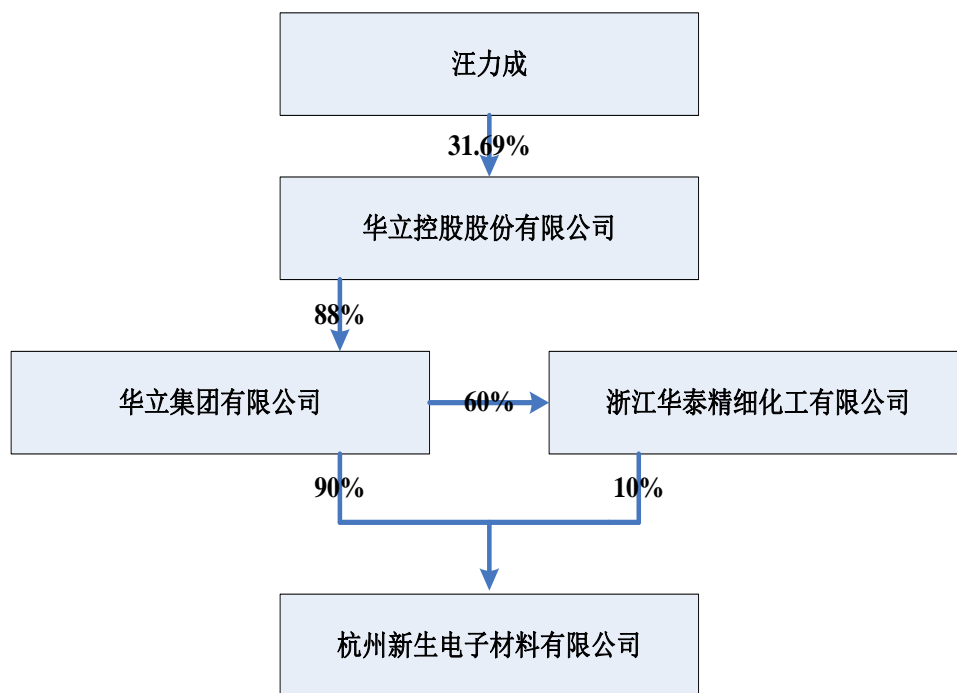 汪力成
31.69%
华立控股股份有限公司
88%
华立集团有限公司
60%
浙江华泰精细化工有限公司
90%
10%
杭州新生电子材料有限公司